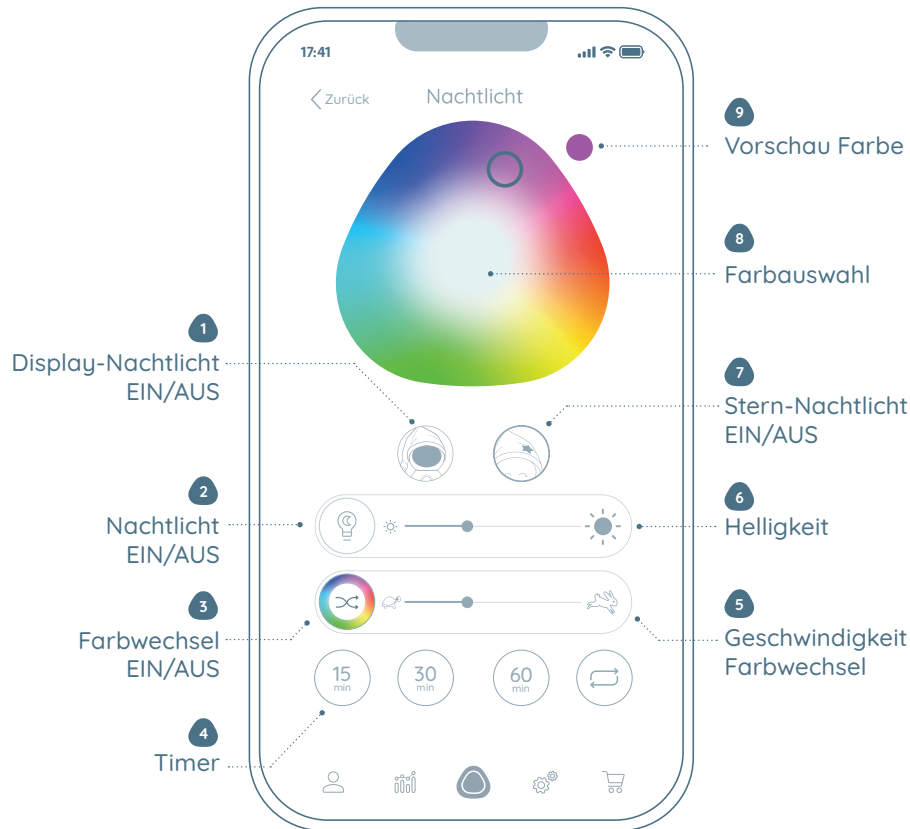 17:41
Zurück
Nachtlicht
9
Vorschau Farbe
8
Farbauswahl
1
Display-Nachtlicht
EIN/AUS
7
Stern-Nachtlicht
EIN/AUS
2
Nachtlicht
EIN/AUS
6
Helligkeit
3
Farbwechsel
EIN/AUS
5
Geschwindigkeit
Farbwechsel
15
min
30
min
60
min
4
Timer